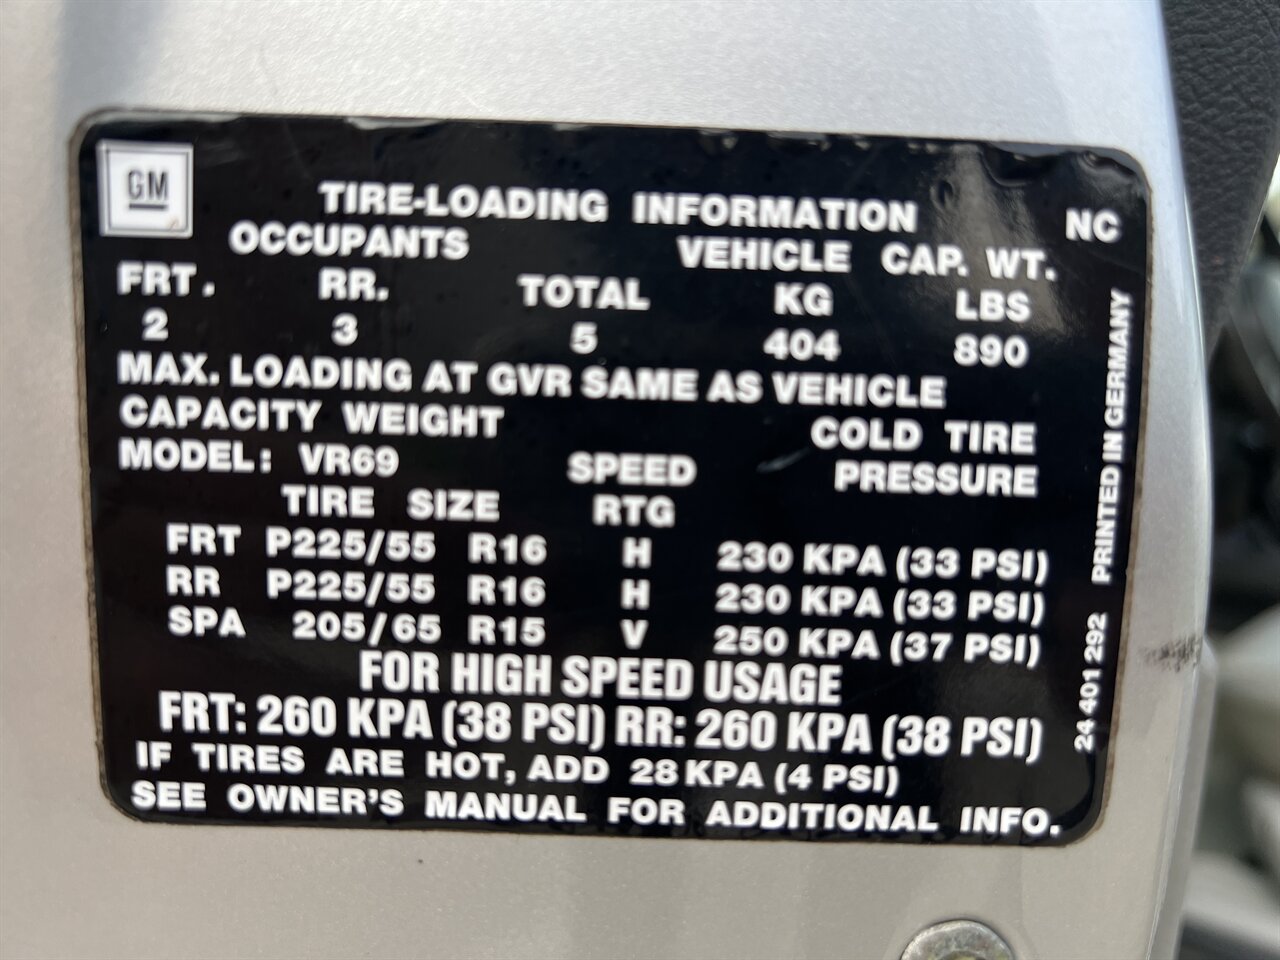 GM
TIRE-LOADING INFORMATION
NC
OCCUPANTS VEHICLE CAP. WT.
FRT. RR. TOTAL KG LBS
2 3 5 404 890
MAX. LOADING AT GVR SAME AS VEHICLE
CAPACITY WEIGHT COLD TIRE
MODEL: VR69 SPEED PRESSURE
TIRE SIZE RTG
FRT P225/55 R16 H 230 KPA (33 PSI)
RR P225/55 R16 H 230 KPA (33 PSI)
SPA 205/65 R15 V 250 KPA (37 PSI)
FOR HIGH SPEED USAGE
FRT: 260 KPA (38 PSI) RR: 260 KPA (38 PSI)
IF TIRES ARE HOT, ADD 28 KPA (4 PSI)
SEE OWNER'S MANUAL FOR ADDITIONAL INFO.
24 401 292 PRINTED IN GERMANY